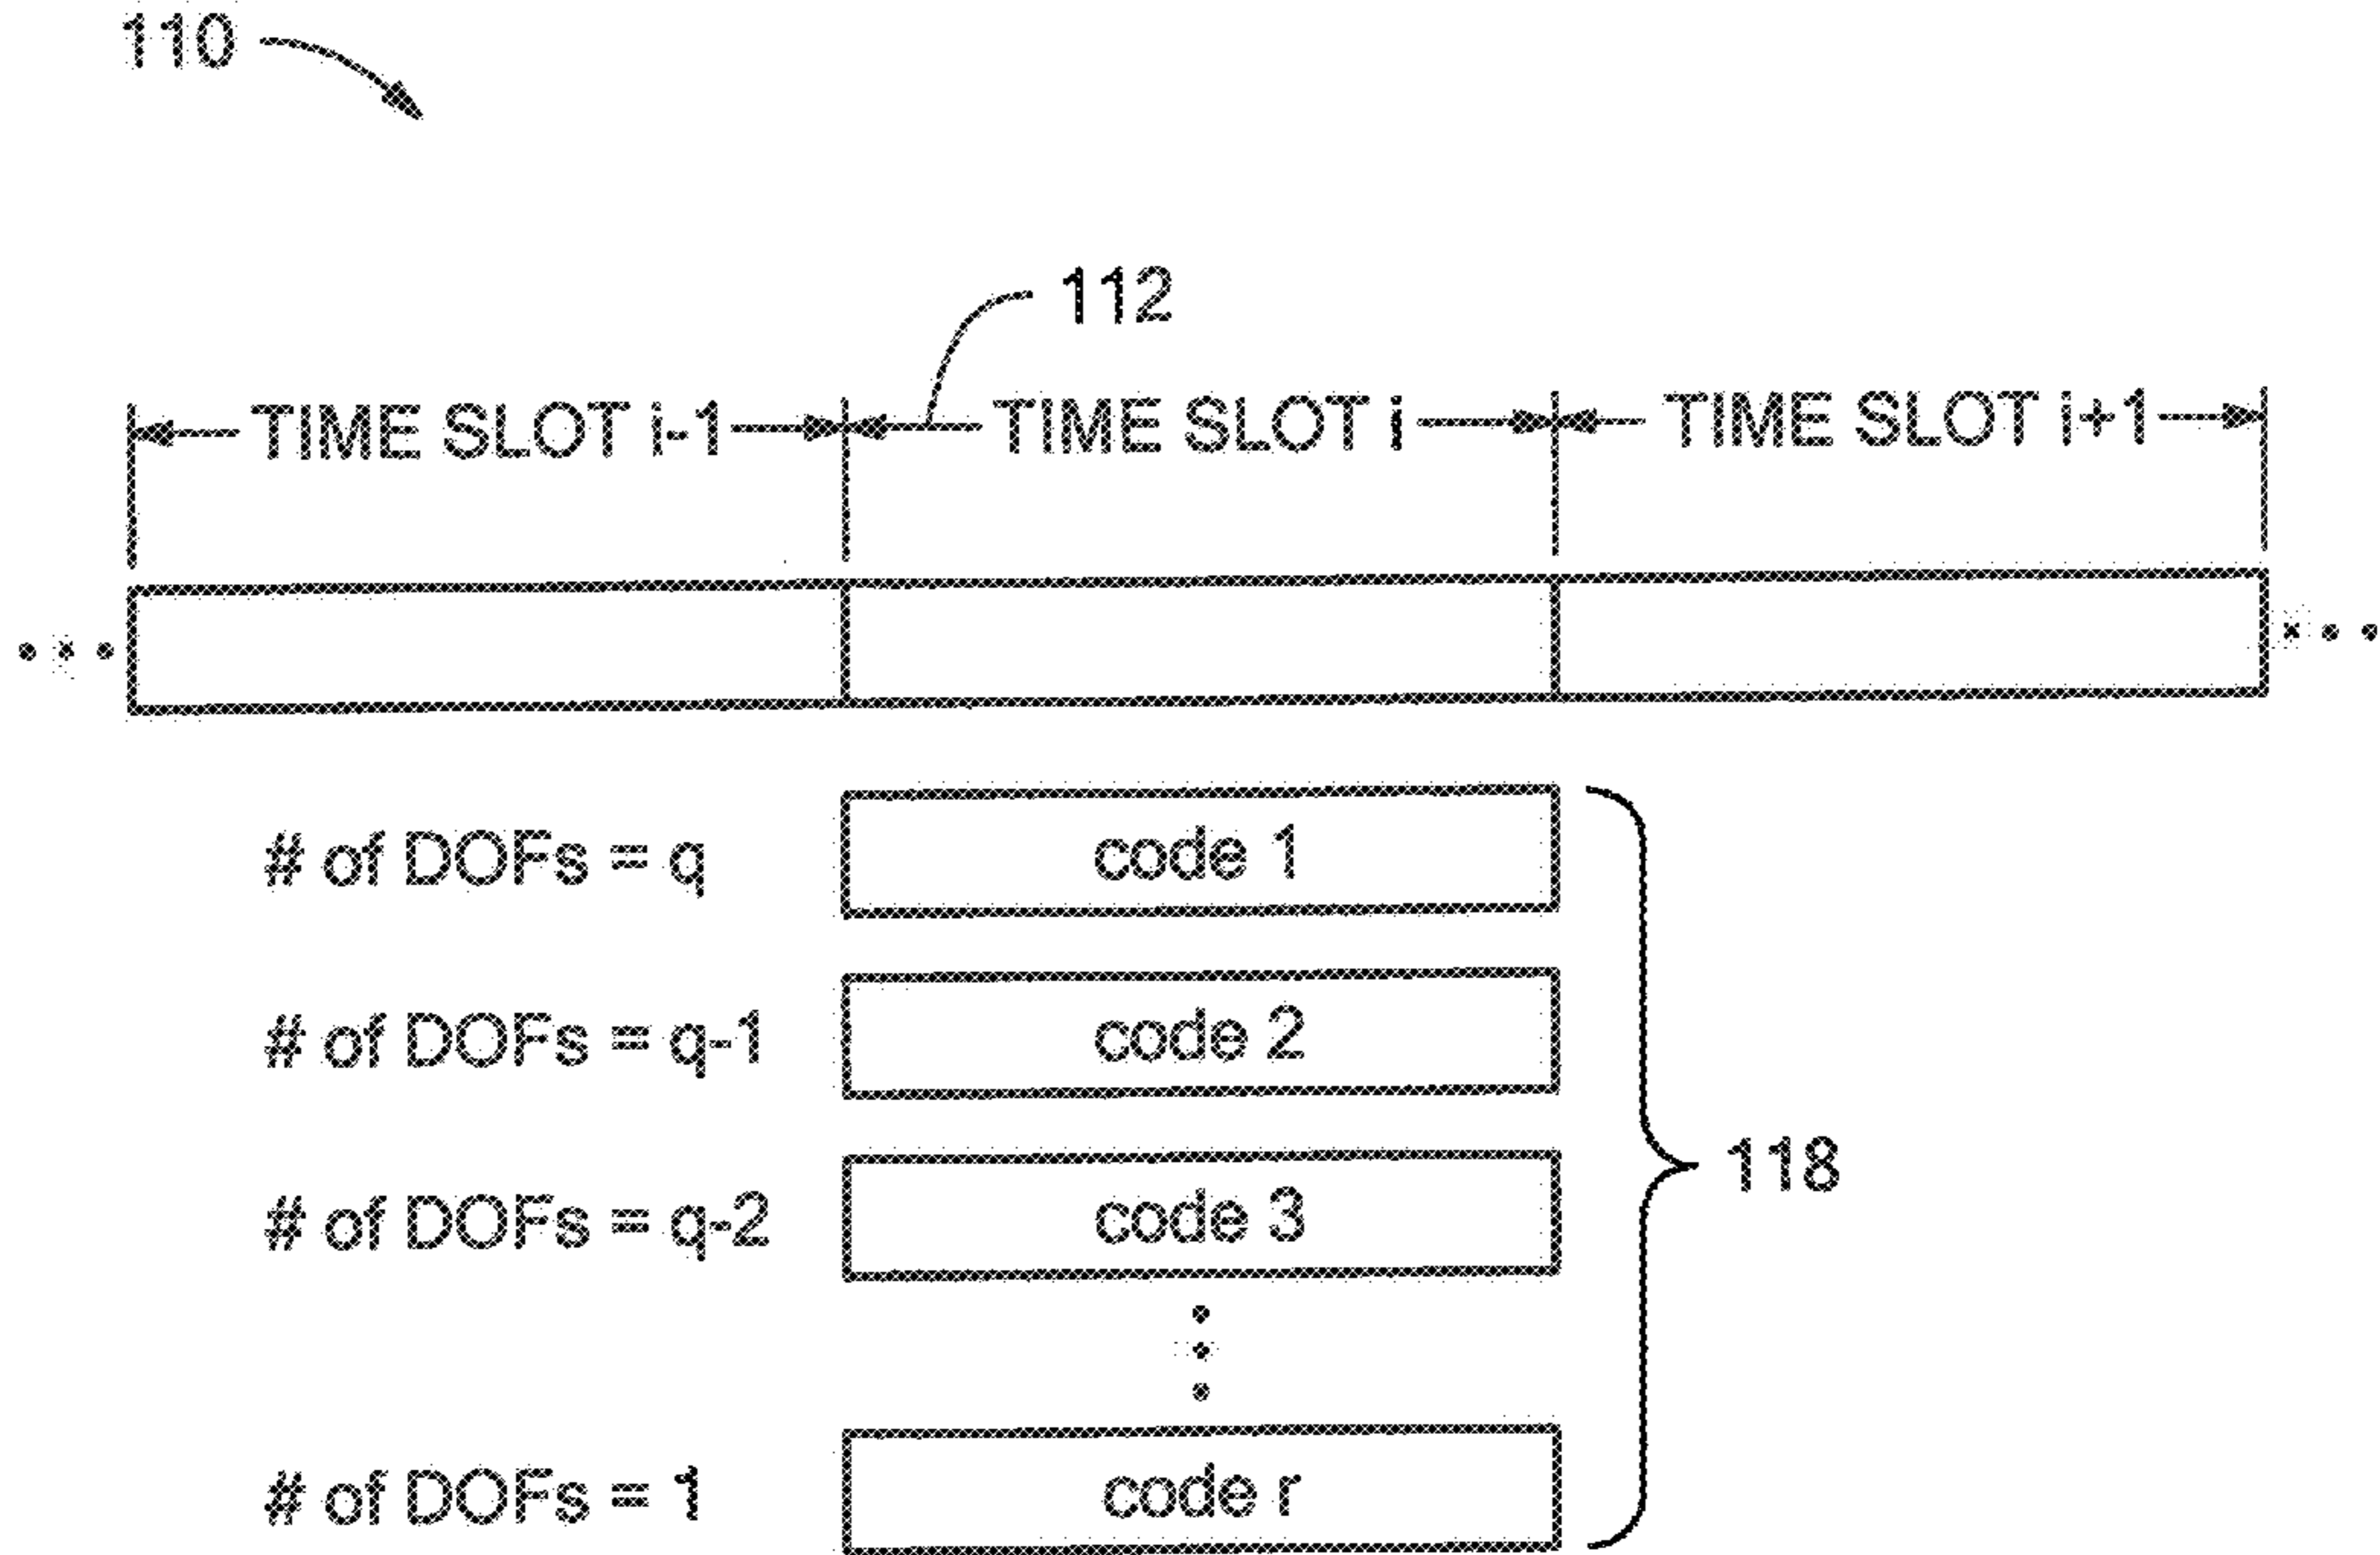 110
112
TIME SLOT i-1 TIME SLOT i TIME SLOT i+1
# of DOFs = q code 1
# of DOFs = q-1 code 2
# of DOFs = q-2 code 3
118
# of DOFs = 1 code r